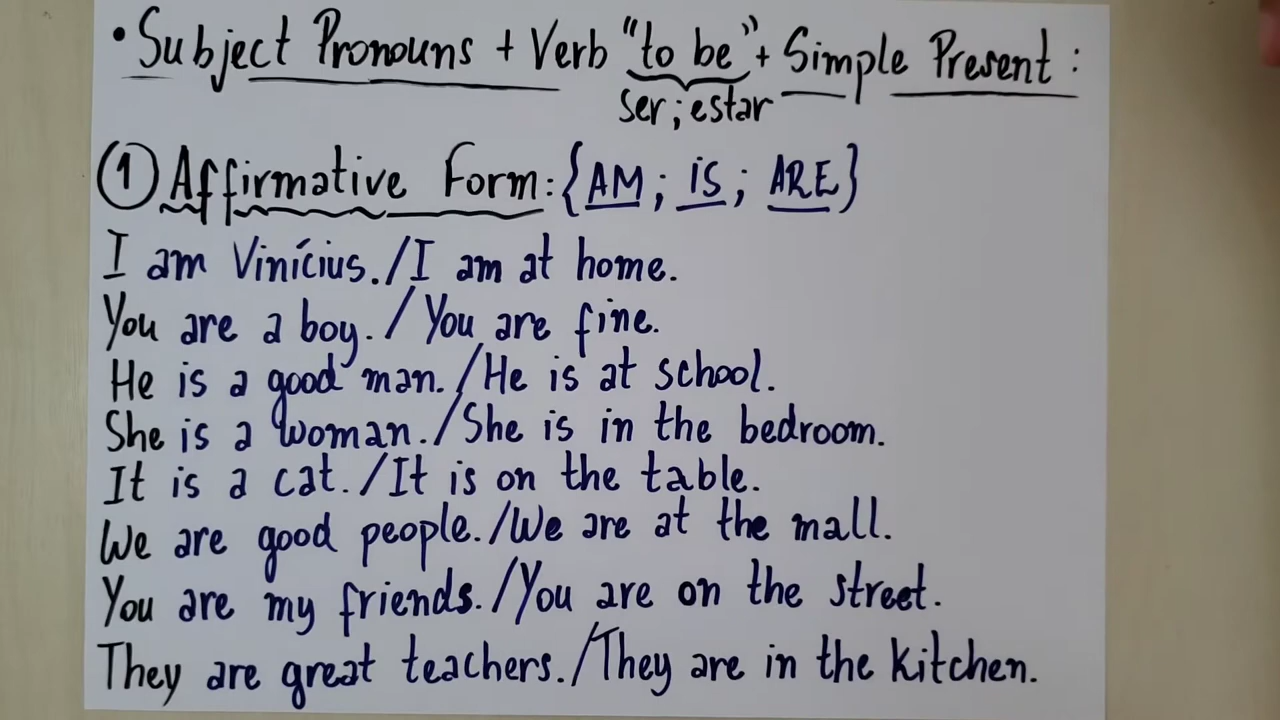 • Subject Pronouns + Verb "to be" + Simple Present:
ser; estar
① Affirmative Form: {AM; IS; ARE}
I am Vinícius. / I am at home.
You are a boy. / You are fine.
He is a good man. / He is at school.
She is a woman. / She is in the bedroom.
It is a cat. / It is on the table.
We are good people. / We are at the mall.
You are my friends. / You are on the street.
They are great teachers. / They are in the kitchen.